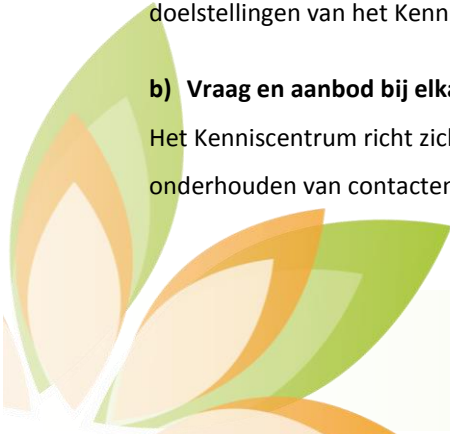 doelstellingen van het Kenn
b) Vraag en aanbod bij elka
Het Kenniscentrum richt zich
onderhouden van contacten